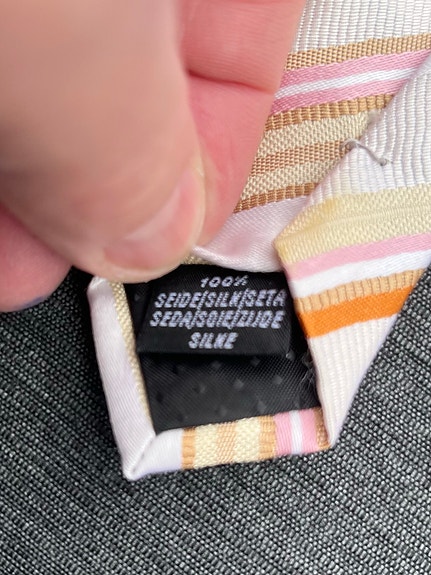 100%
SEIDE/SILK/SETA
SEDA/SOIE/ZIJDE
SILKE